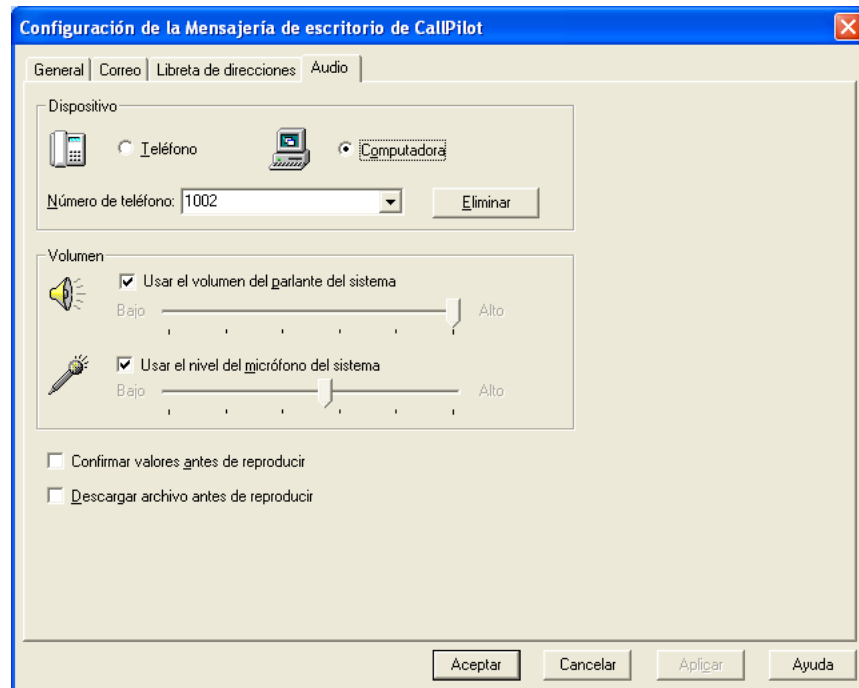 Configuración de la Mensajería de escritorio de CallPilot
General Correo Libreta de direcciones Audio
Dispositivo
Teléfono Computadora
Número de teléfono: 1002 Eliminar
Volumen
Usar el volumen del parlante del sistema
Bajo Alto
Usar el nivel del micrófono del sistema
Bajo Alto
Confirmar valores antes de reproducir
Descargar archivo antes de reproducir
Aceptar Cancelar Aplicar Ayuda